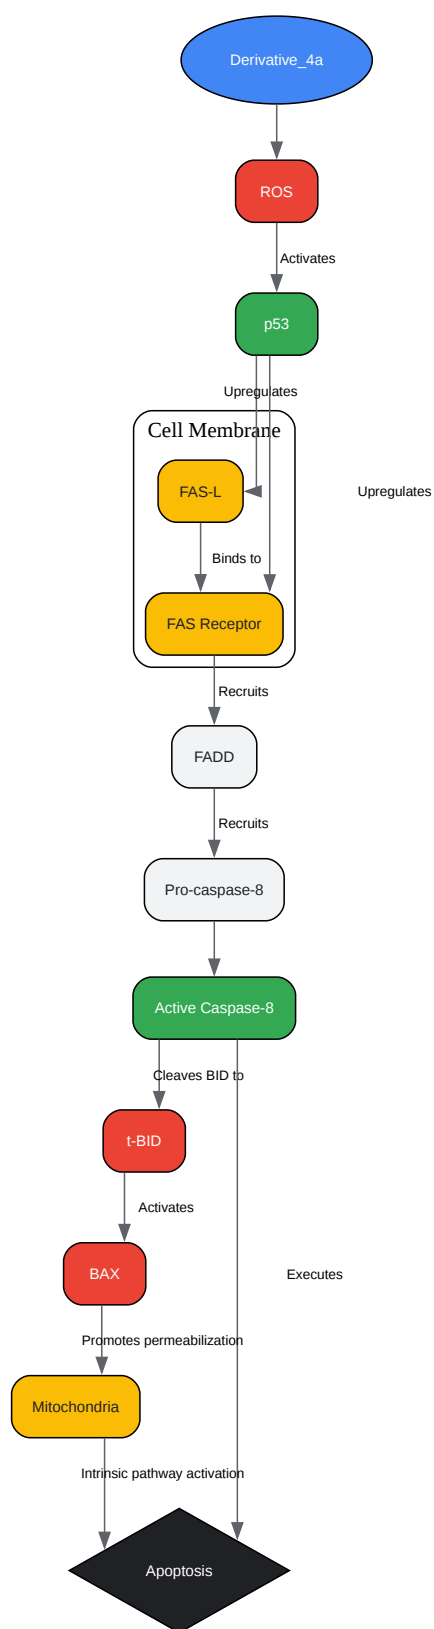 Derivative_4a
ROS
Activates
p53
Upregulates
Cell Membrane
FAS-L
Upregulates
Binds to
FAS Receptor
Recruits
FADD
Recruits
Pro-caspase-8
Active Caspase-8
Cleaves BID to
t-BID
Activates
BAX
Executes
Promotes permeabilization
Mitochondria
Intrinsic pathway activation
Apoptosis